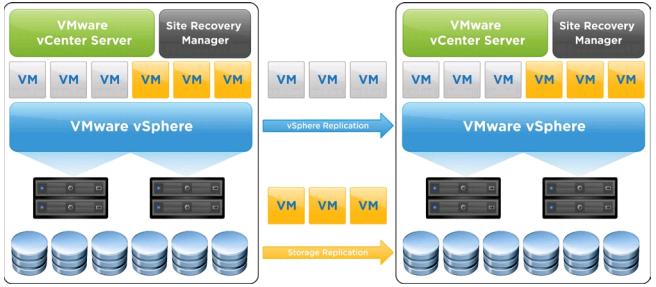 VMware
vCenter Server
Site Recovery
Manager
VM VM VM VM VM VM
VMware vSphere
VM VM VM
vSphere Replication
VM VM VM
Storage Replication
VMware
vCenter Server
Site Recovery
Manager
VM VM VM VM VM VM
VMware vSphere